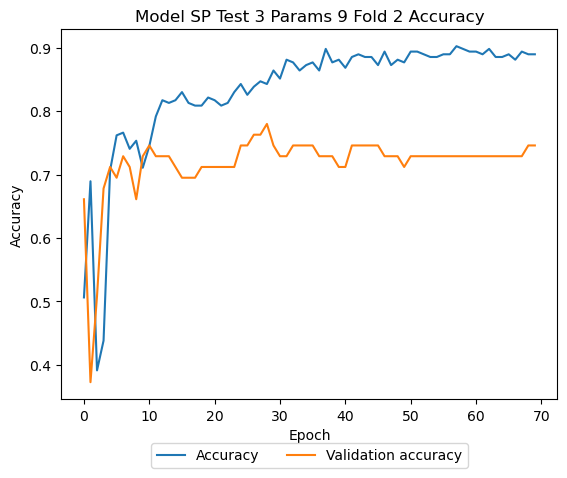 Model SP Test 3 Params 9 Fold 2 Accuracy
Accuracy
0.9
0.8
0.7
0.6
0.5
0.4
0 10 20 30 40 50 60 70
Epoch
Accuracy Validation accuracy